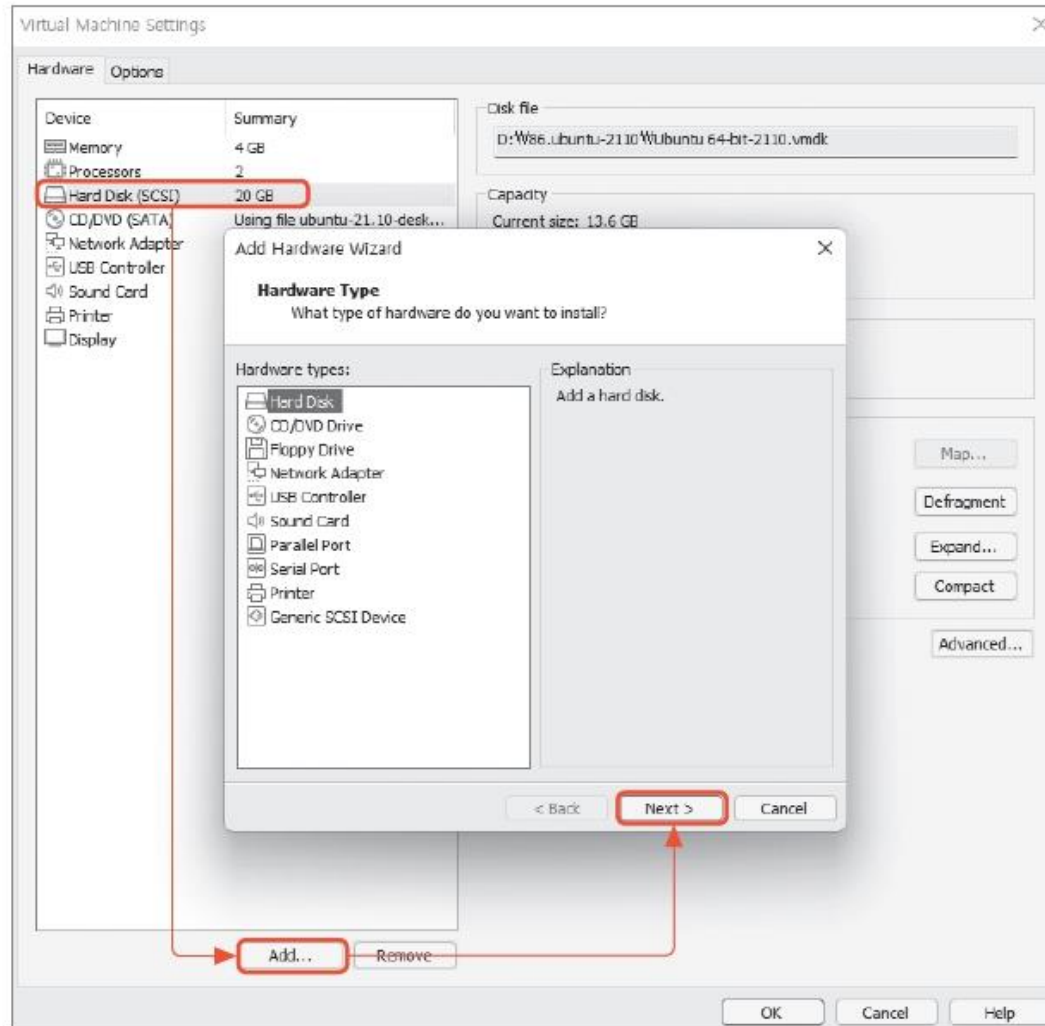 Virtual Machine Settings
Hardware Options
Device Summary
Memory 4 GB
Processors 2
Hard Disk (SCSI) 20 GB
CD/DVD (SATA) Using file ubuntu-21.10-desk...
Network Adapter
USB Controller
Sound Card
Printer
Display
Disk file
D:₩86.ubuntu-2110₩Ubuntu 64-bit-2110.vmdk
Capacity
Current size: 13.6 GB
Add Hardware Wizard
Hardware Type
What type of hardware do you want to install?
Hardware types:
Hard Disk
CD/DVD Drive
Floppy Drive
Network Adapter
USB Controller
Sound Card
Parallel Port
Serial Port
Printer
Generic SCSI Device
Explanation
Add a hard disk.
< Back Next > Cancel
Map...
Defragment
Expand...
Compact
Advanced...
Add... Remove
OK Cancel Help